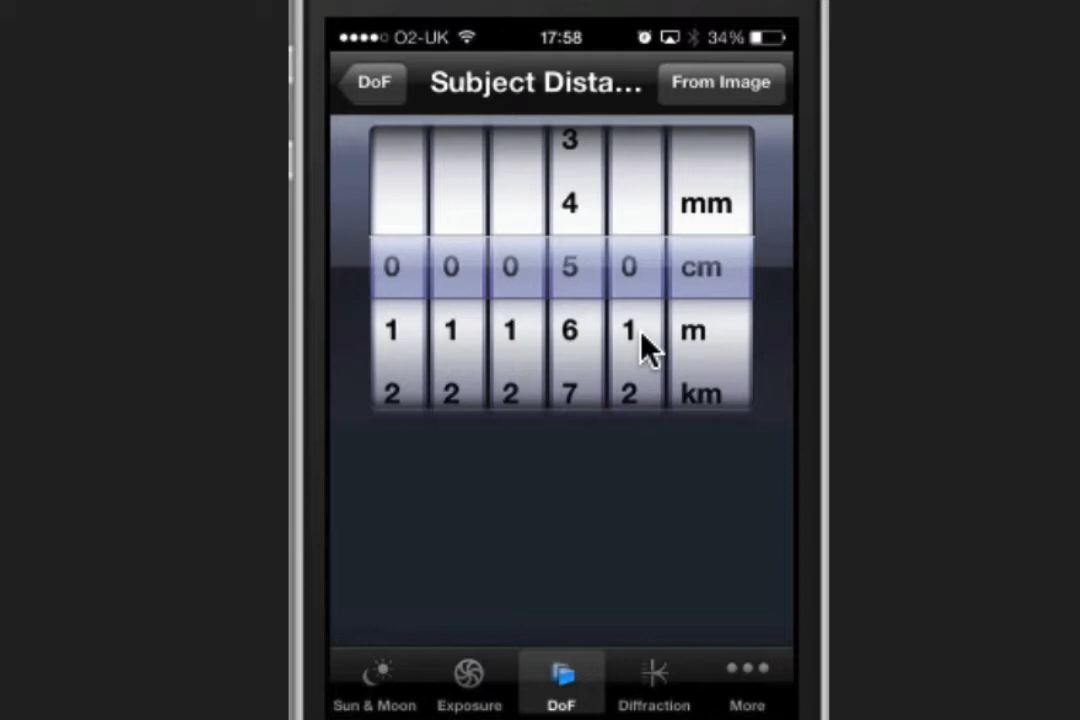 O2-UK 17:58 34%
DoF Subject Dista... From Image
3
4 mm
0 0 0 5 0 cm
1 1 1 6 1 m
2 2 2 7 2 km
Sun & Moon Exposure DoF Diffraction More